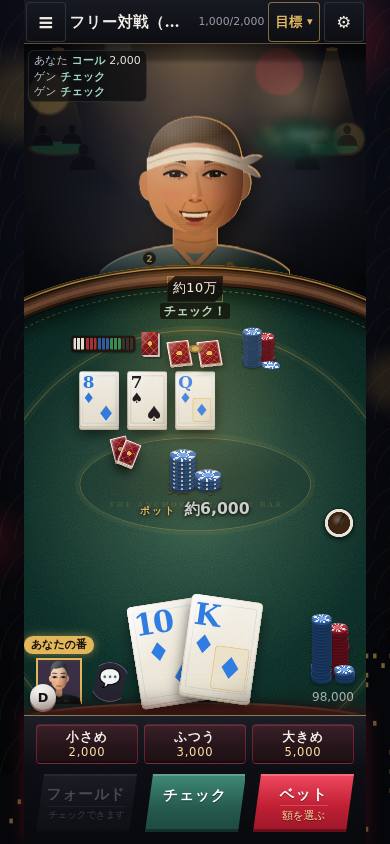 フリー対戦（…
1,000/2,000
目標 ▾
あなた コール 2,000
ゲン チェック
ゲン チェック
2
約10万
チェック！
8
7
Q
ポット 約6,000
あなたの番
10
K
D
98,000
小さめ
2,000
ふつう
3,000
大きめ
5,000
フォールド
チェックできます
チェック
ベット
額を選ぶ